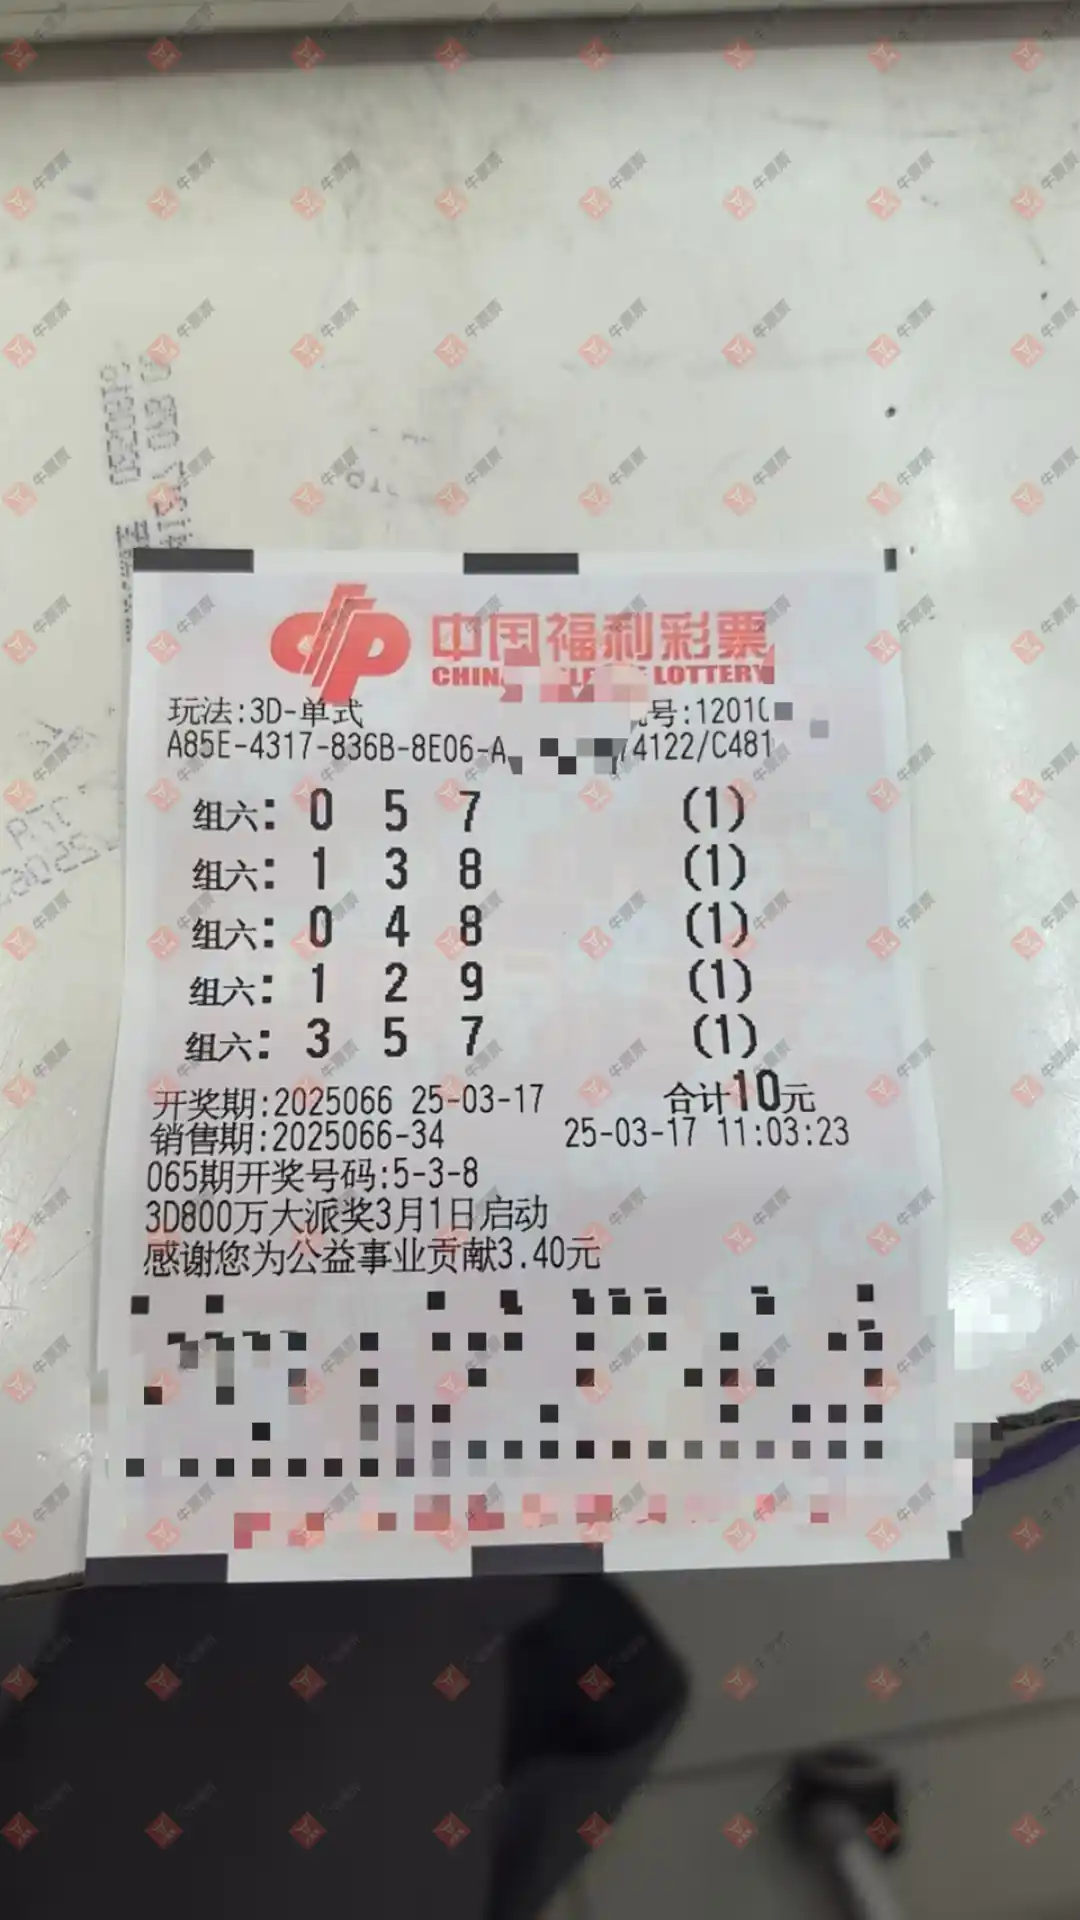 中国福利彩票
LOTTERY
玩法:3D-单式 号:1201
A85E-4317-836B-8E06-A 74122/C481
组六: 0 5 7 (1)
组六: 1 3 8 (1)
组六: 0 4 8 (1)
组六: 1 2 9 (1)
组六: 3 5 7 (1)
开奖期:2025066 25-03-17 合计10元
销售期:2025066-34 25-03-17 11:03:23
065期开奖号码:5-3-8
3D800万大派奖3月1日启动
感谢您为公益事业贡献3.40元
牛票票